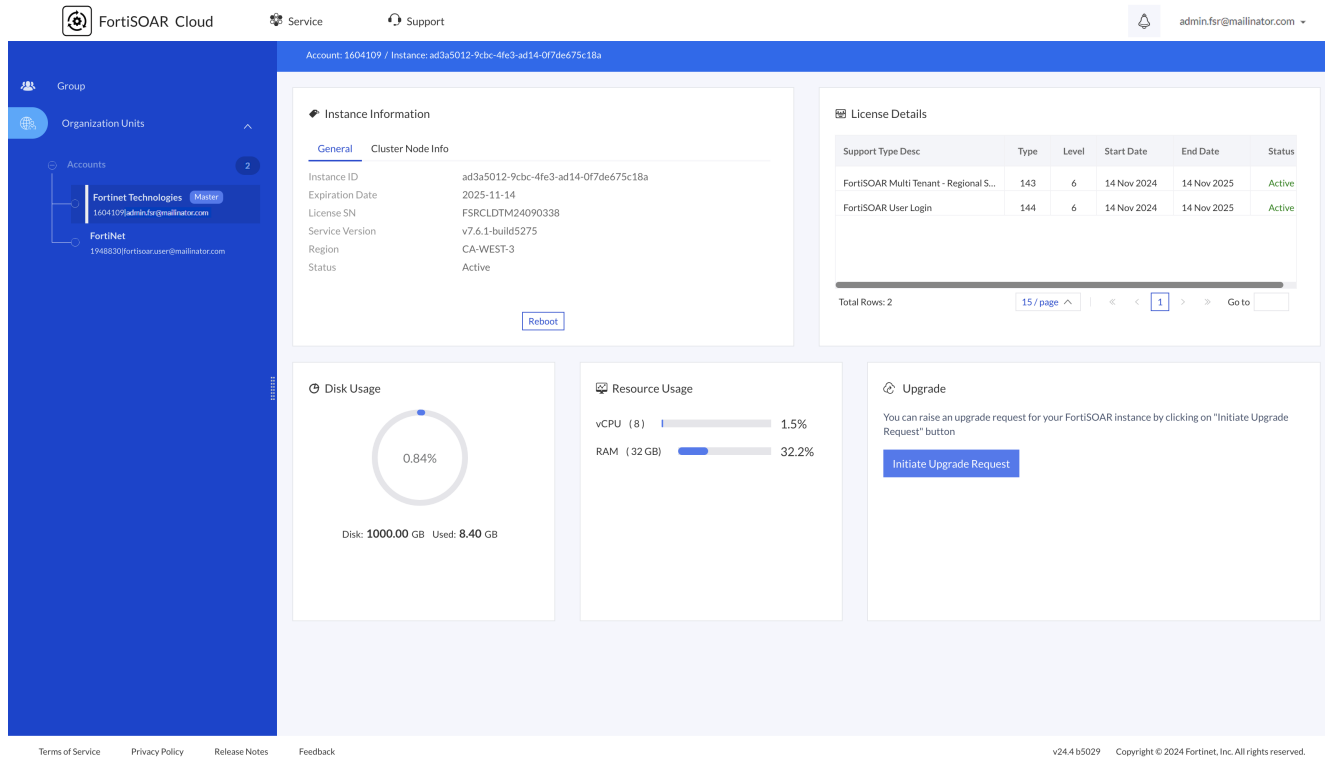 FortiSOAR Cloud
Service
Support
admin.fsr@mailinator.com
Account: 1604109 / Instance: ad3a5012-9cbc-4fe3-ad14-0f7de675c18a
Group
Organization Units
Accounts 2
Fortinet Technologies Master
1604109|admin.fsr@mailinator.com
FortiNet
1948830|fortisoar.user@mailinator.com
Instance Information
General Cluster Node Info
Instance ID ad3a5012-9cbc-4fe3-ad14-0f7de675c18a
Expiration Date 2025-11-14
License SN FSRCLDTM24090338
Service Version v7.6.1-build5275
Region CA-WEST-3
Status Active
Reboot
License Details
Support Type Desc Type Level Start Date End Date Status
FortiSOAR Multi Tenant - Regional S... 143 6 14 Nov 2024 14 Nov 2025 Active
FortiSOAR User Login 144 6 14 Nov 2024 14 Nov 2025 Active
Total Rows: 2 15 / page « < 1 > » Go to
Disk Usage
0.84%
Disk: 1000.00 GB Used: 8.40 GB
Resource Usage
vCPU (8) 1.5%
RAM (32 GB) 32.2%
Upgrade
You can raise an upgrade request for your FortiSOAR instance by clicking on "Initiate Upgrade
Request" button
Initiate Upgrade Request
Terms of Service Privacy Policy Release Notes Feedback v24.4 b5029 Copyright © 2024 Fortinet, Inc. All rights reserved.